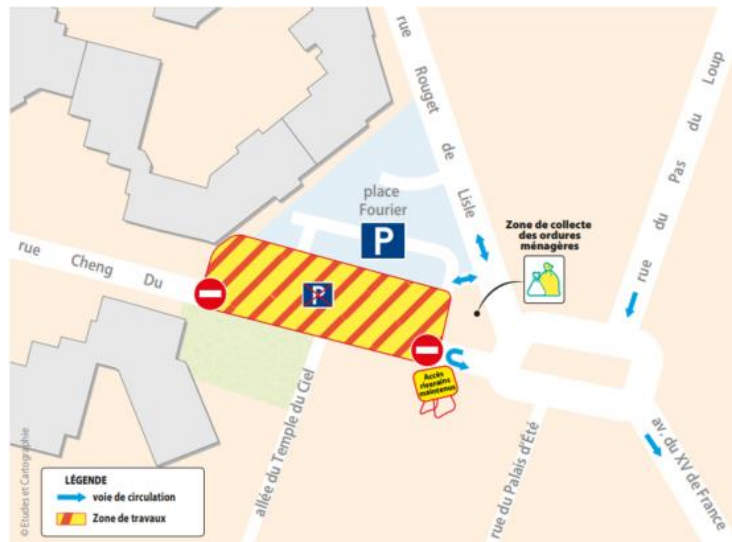 rue Rouget de Lisle
rue du Pas du Loup
place
Fourier
P
Zone de collecte
des ordures
ménagères
rue Cheng Du
P
Accès
riverains
maintenus
allée du Temple du Ciel
rue du Palais d'Été
av. du XV de France
© Etudes et Cartographie
LÉGENDE
voie de circulation
Zone de travaux